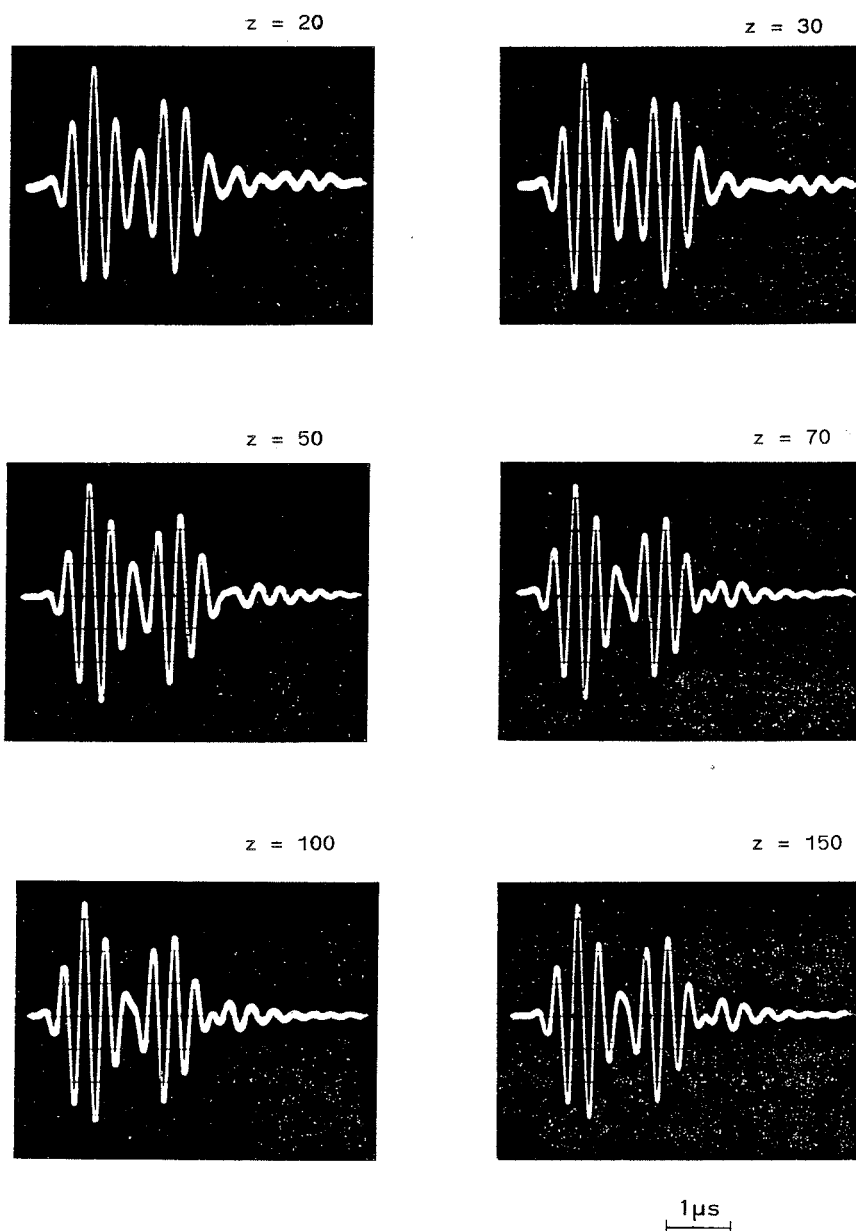 z = 20
z = 30
z = 50
z = 70
z = 100
z = 150
1μs